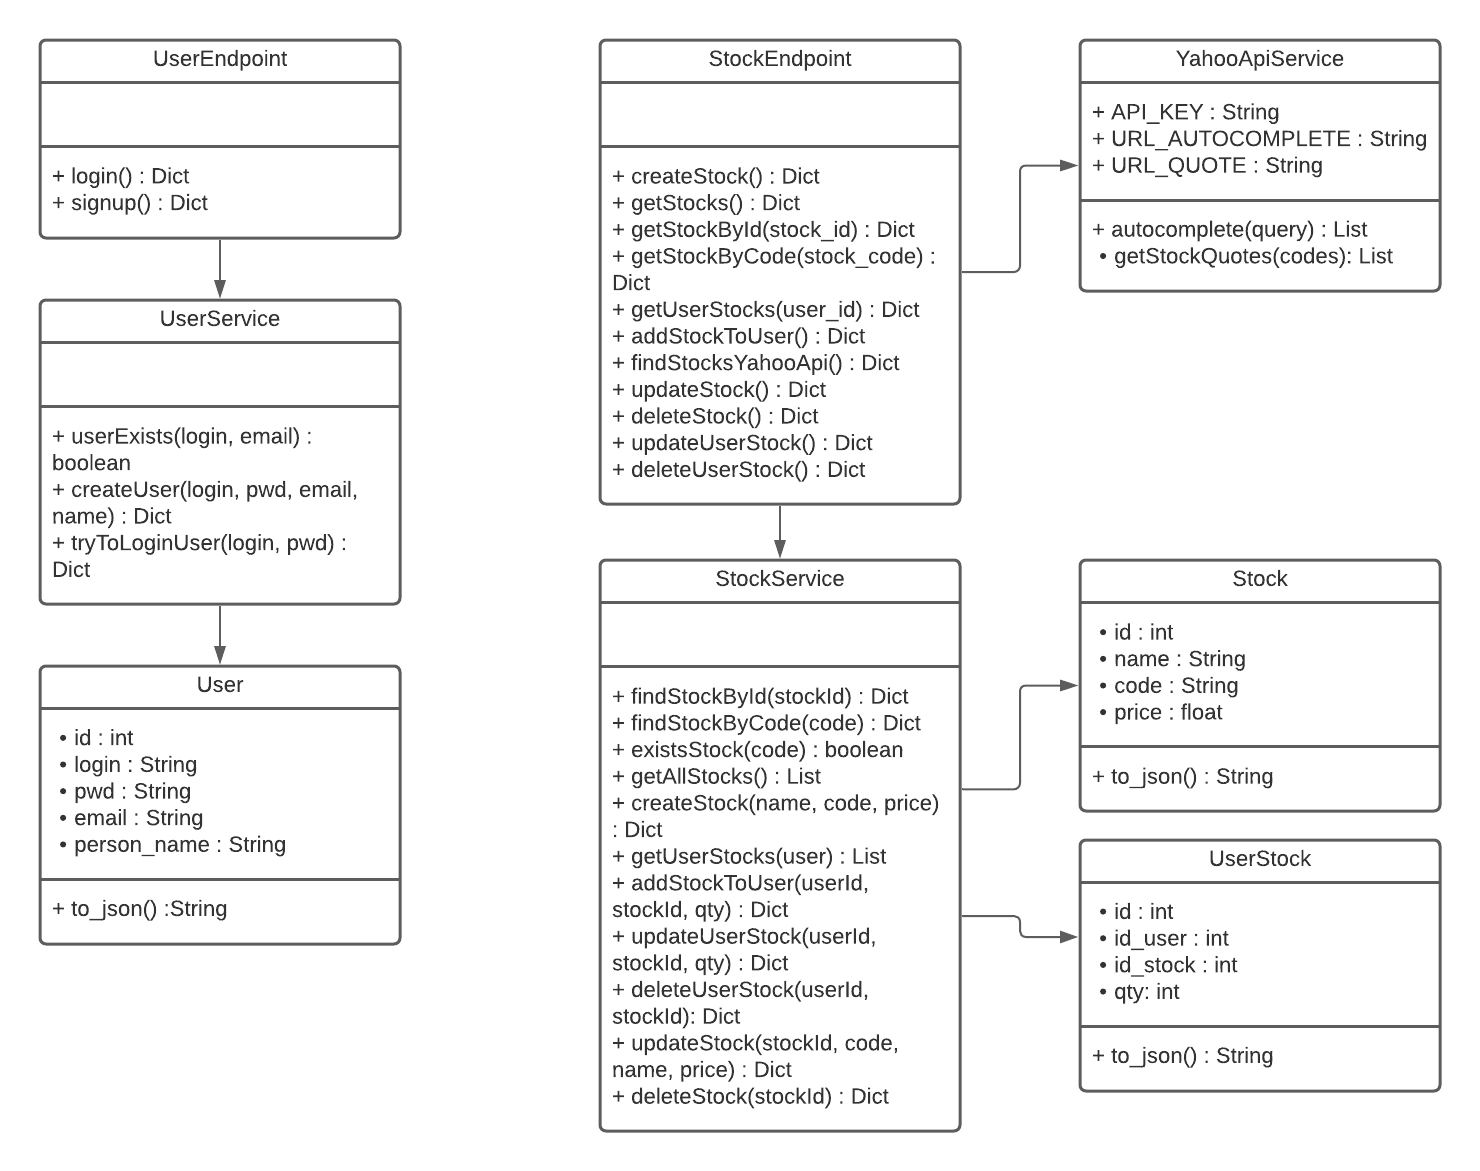 UserEndpoint
+ login() : Dict
+ signup() : Dict
UserService
+ userExists(login, email) :
boolean
+ createUser(login, pwd, email,
name) : Dict
+ tryToLoginUser(login, pwd) :
Dict
User
• id : int
• login : String
• pwd : String
• email : String
• person_name : String
+ to_json() :String
StockEndpoint
+ createStock() : Dict
+ getStocks() : Dict
+ getStockById(stock_id) : Dict
+ getStockByCode(stock_code) :
Dict
+ getUserStocks(user_id) : Dict
+ addStockToUser() : Dict
+ findStocksYahooApi() : Dict
+ updateStock() : Dict
+ deleteStock() : Dict
+ updateUserStock() : Dict
+ deleteUserStock() : Dict
StockService
+ findStockById(stockId) : Dict
+ findStockByCode(code) : Dict
+ existsStock(code) : boolean
+ getAllStocks() : List
+ createStock(name, code, price)
: Dict
+ getUserStocks(user) : List
+ addStockToUser(userId,
stockId, qty) : Dict
+ updateUserStock(userId,
stockId, qty) : Dict
+ deleteUserStock(userId,
stockId): Dict
+ updateStock(stockId, code,
name, price) : Dict
+ deleteStock(stockId) : Dict
YahooApiService
+ API_KEY : String
+ URL_AUTOCOMPLETE : String
+ URL_QUOTE : String
+ autocomplete(query) : List
• getStockQuotes(codes): List
Stock
• id : int
• name : String
• code : String
• price : float
+ to_json() : String
UserStock
• id : int
• id_user : int
• id_stock : int
• qty: int
+ to_json() : String